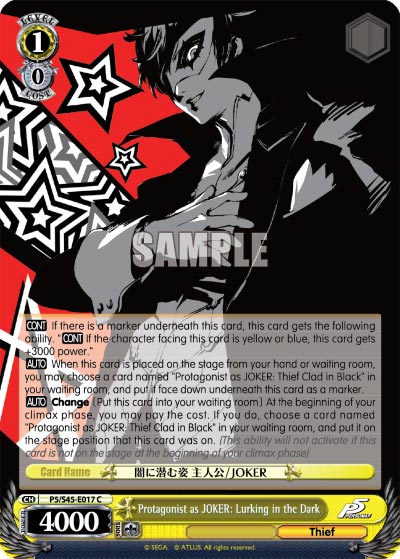 LEVEL
1
0
COST
SAMPLE
CONT If there is a marker underneath this card, this card gets the following
ability. "CONT If the character facing this card is yellow or blue, this card gets
+3000 power."
AUTO When this card is placed on the stage from your hand or waiting room,
you may choose a card named "Protagonist as JOKER: Thief Clad in Black" in
your waiting room, and put it face down underneath this card as a marker.
AUTO Change [Put this card into your waiting room] At the beginning of your
climax phase, you may pay the cost. If you do, choose a card named
"Protagonist as JOKER: Thief Clad in Black" in your waiting room, and put it on
the stage position that this card was on. (This ability will not activate if this
card is not on the stage at the beginning of your climax phase)
Card Name
闇に潜む姿 主人公/JOKER
CH P5/S45-E017 C
Protagonist as JOKER: Lurking in the Dark
P5
PERSONA5
POWER
4000
Thief
© SEGA. © ATLUS. All rights reserved.